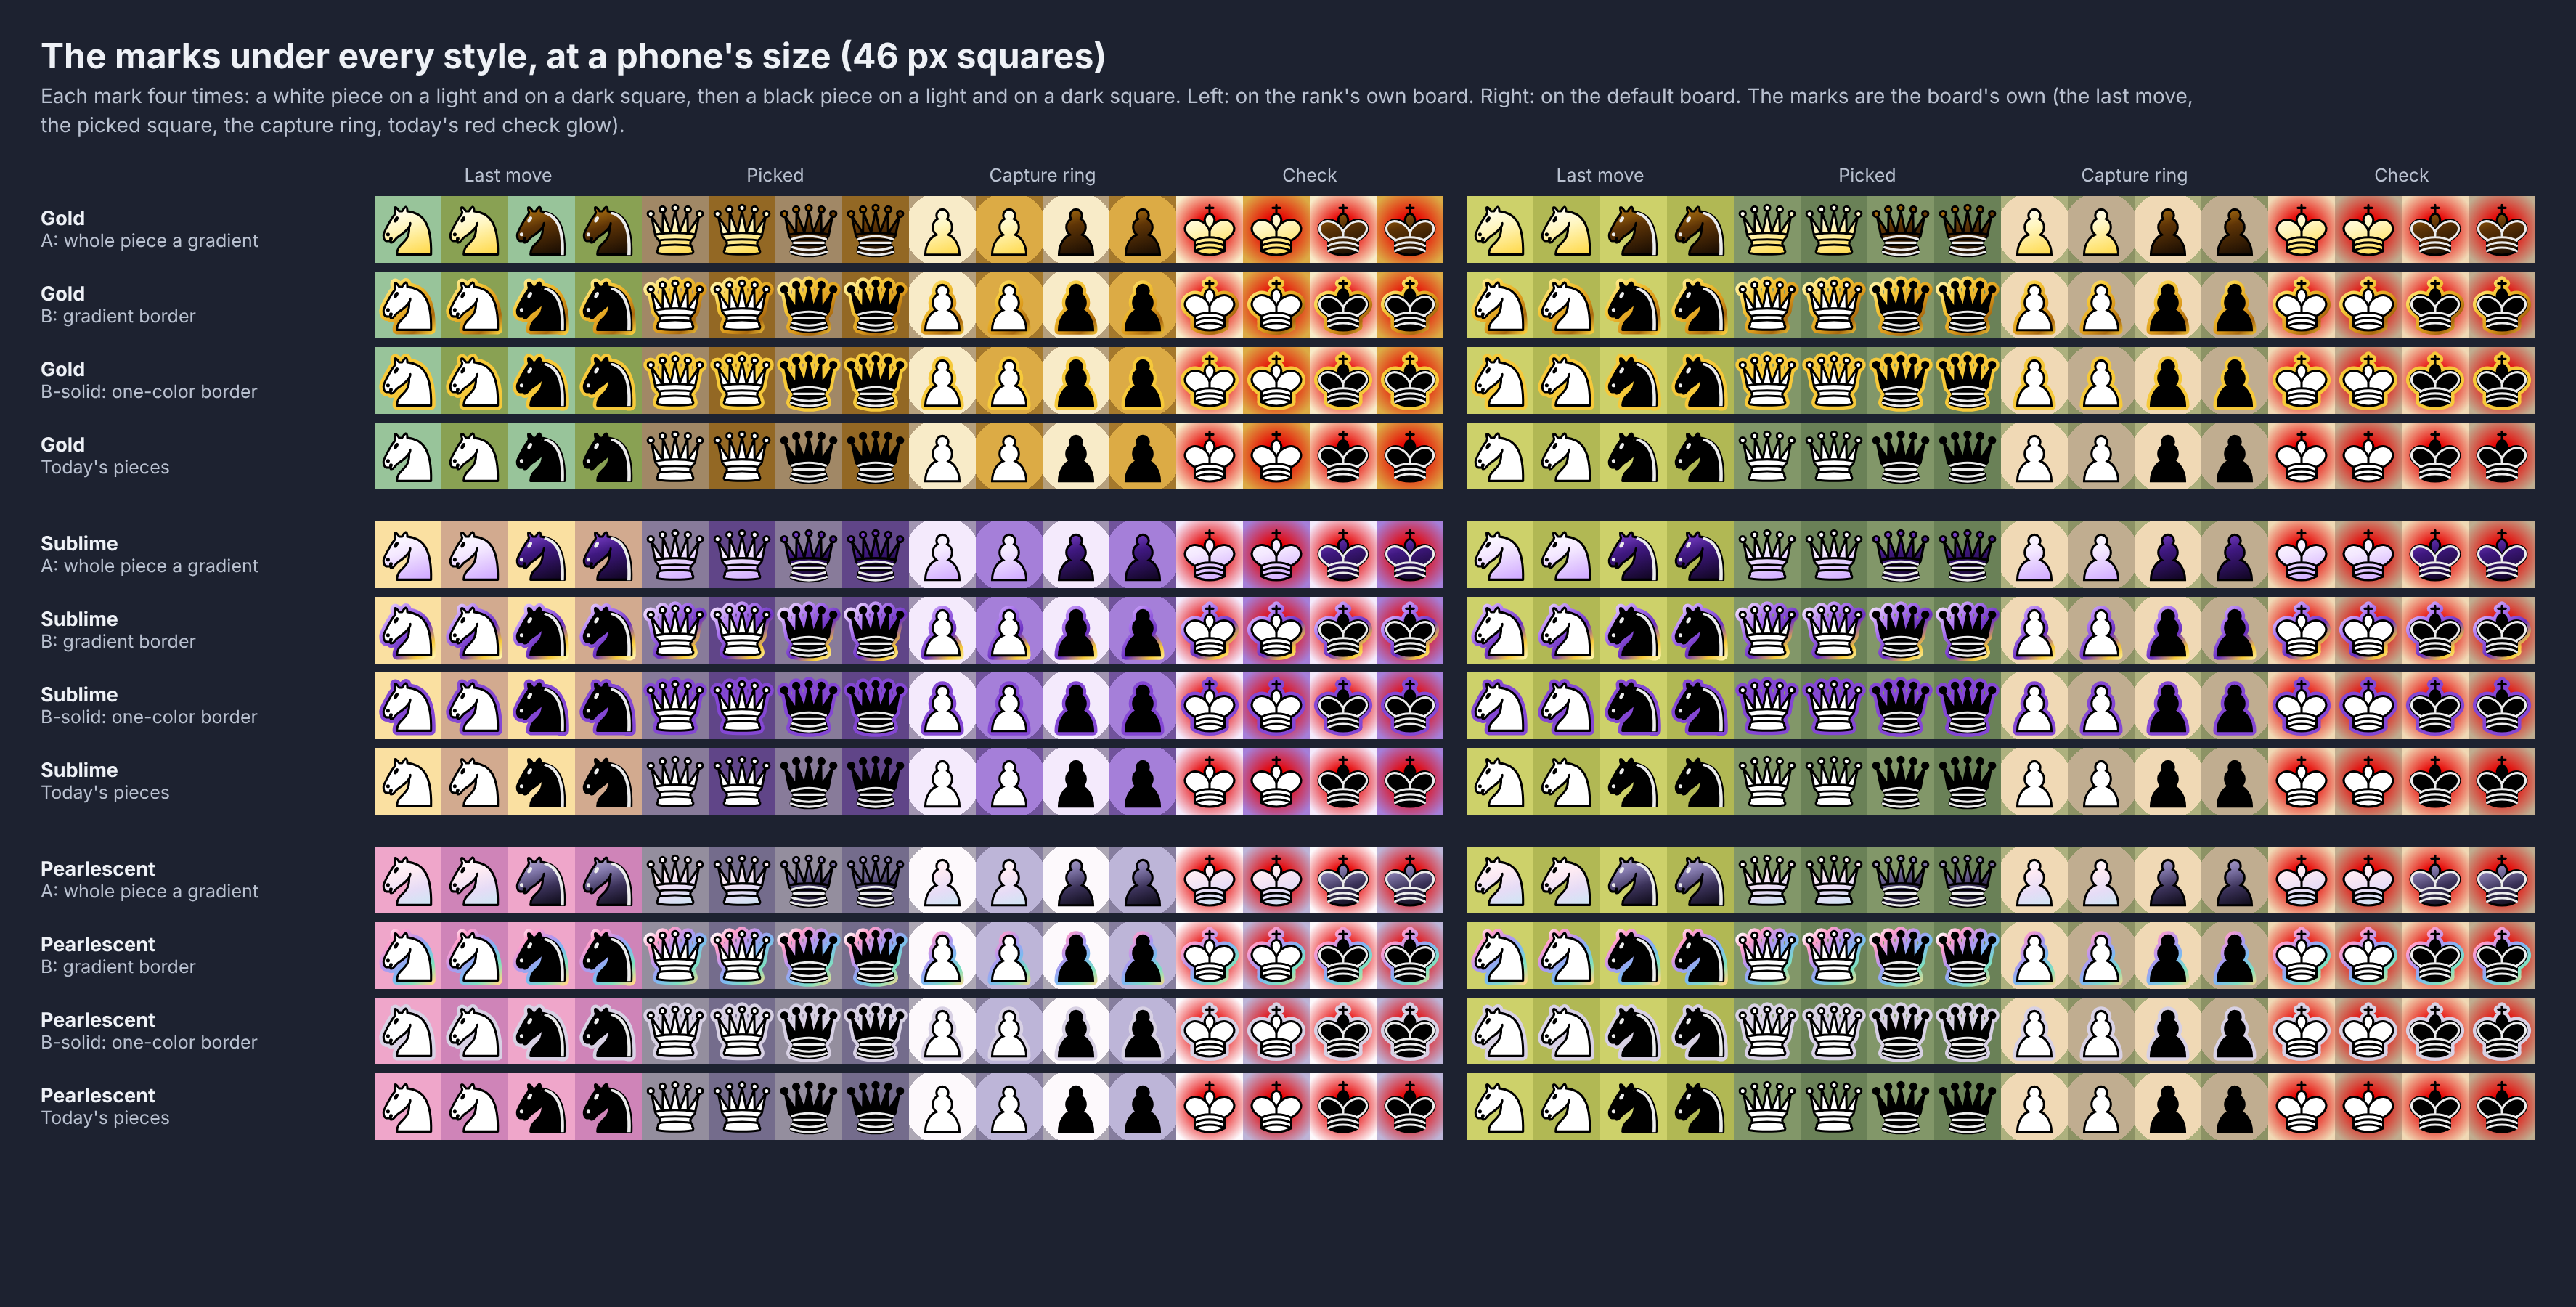 The marks under every style, at a phone's size (46 px squares)
Each mark four times: a white piece on a light and on a dark square, then a black piece on a light and on a dark square. Left: on the rank's own board. Right: on the default board. The marks are the board's own (the last move,
the picked square, the capture ring, today's red check glow).
Last move Picked Capture ring Check Last move Picked Capture ring Check
Gold
A: whole piece a gradient
Gold
B: gradient border
Gold
B-solid: one-color border
Gold
Today's pieces
Sublime
A: whole piece a gradient
Sublime
B: gradient border
Sublime
B-solid: one-color border
Sublime
Today's pieces
Pearlescent
A: whole piece a gradient
Pearlescent
B: gradient border
Pearlescent
B-solid: one-color border
Pearlescent
Today's pieces